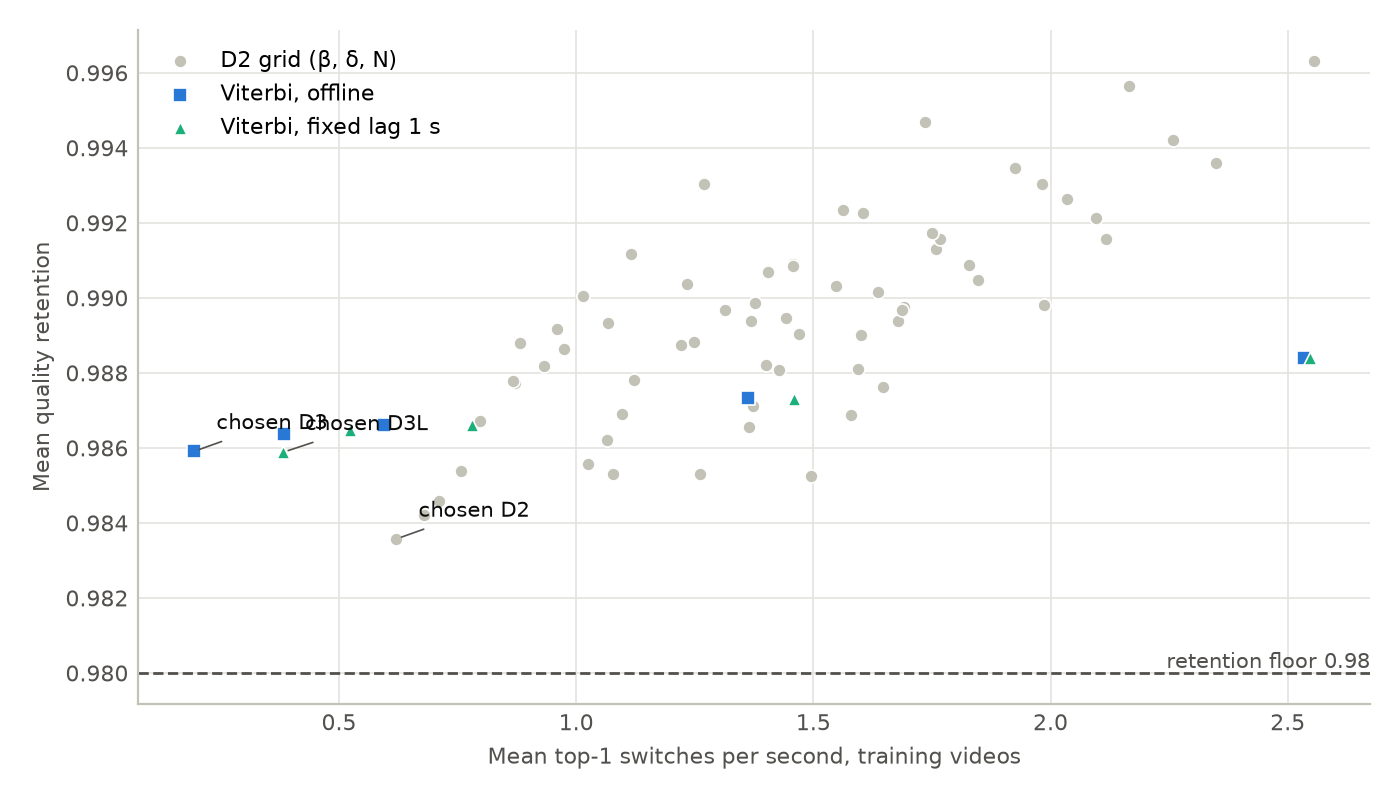 D2 grid (β, δ, N)
Viterbi, offline
Viterbi, fixed lag 1 s
0.996
0.994
0.992
0.990
0.988
0.986
0.984
0.982
0.980
Mean quality retention
chosen D3
chosen D3L
chosen D2
retention floor 0.98
0.5
1.0
1.5
2.0
2.5
Mean top-1 switches per second, training videos